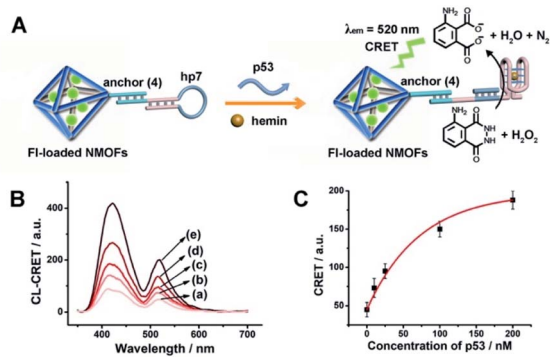 A
λem = 520 nm
CRET
NH₂
O
O⁻
O⁻
O
+ H₂O + N₂
anchor (4)
hp7
p53
hemin
anchor (4)
NH₂
O
NH
NH
O
+ H₂O₂
Fl-loaded NMOFs
Fl-loaded NMOFs
B
CL-CRET / a.u.
400
200
0
(e)
(d)
(c)
(b)
(a)
400
500
600
700
Wavelength / nm
C
CRET / a.u.
200
150
100
50
0
0
50
100
150
200
Concentration of p53 / nM